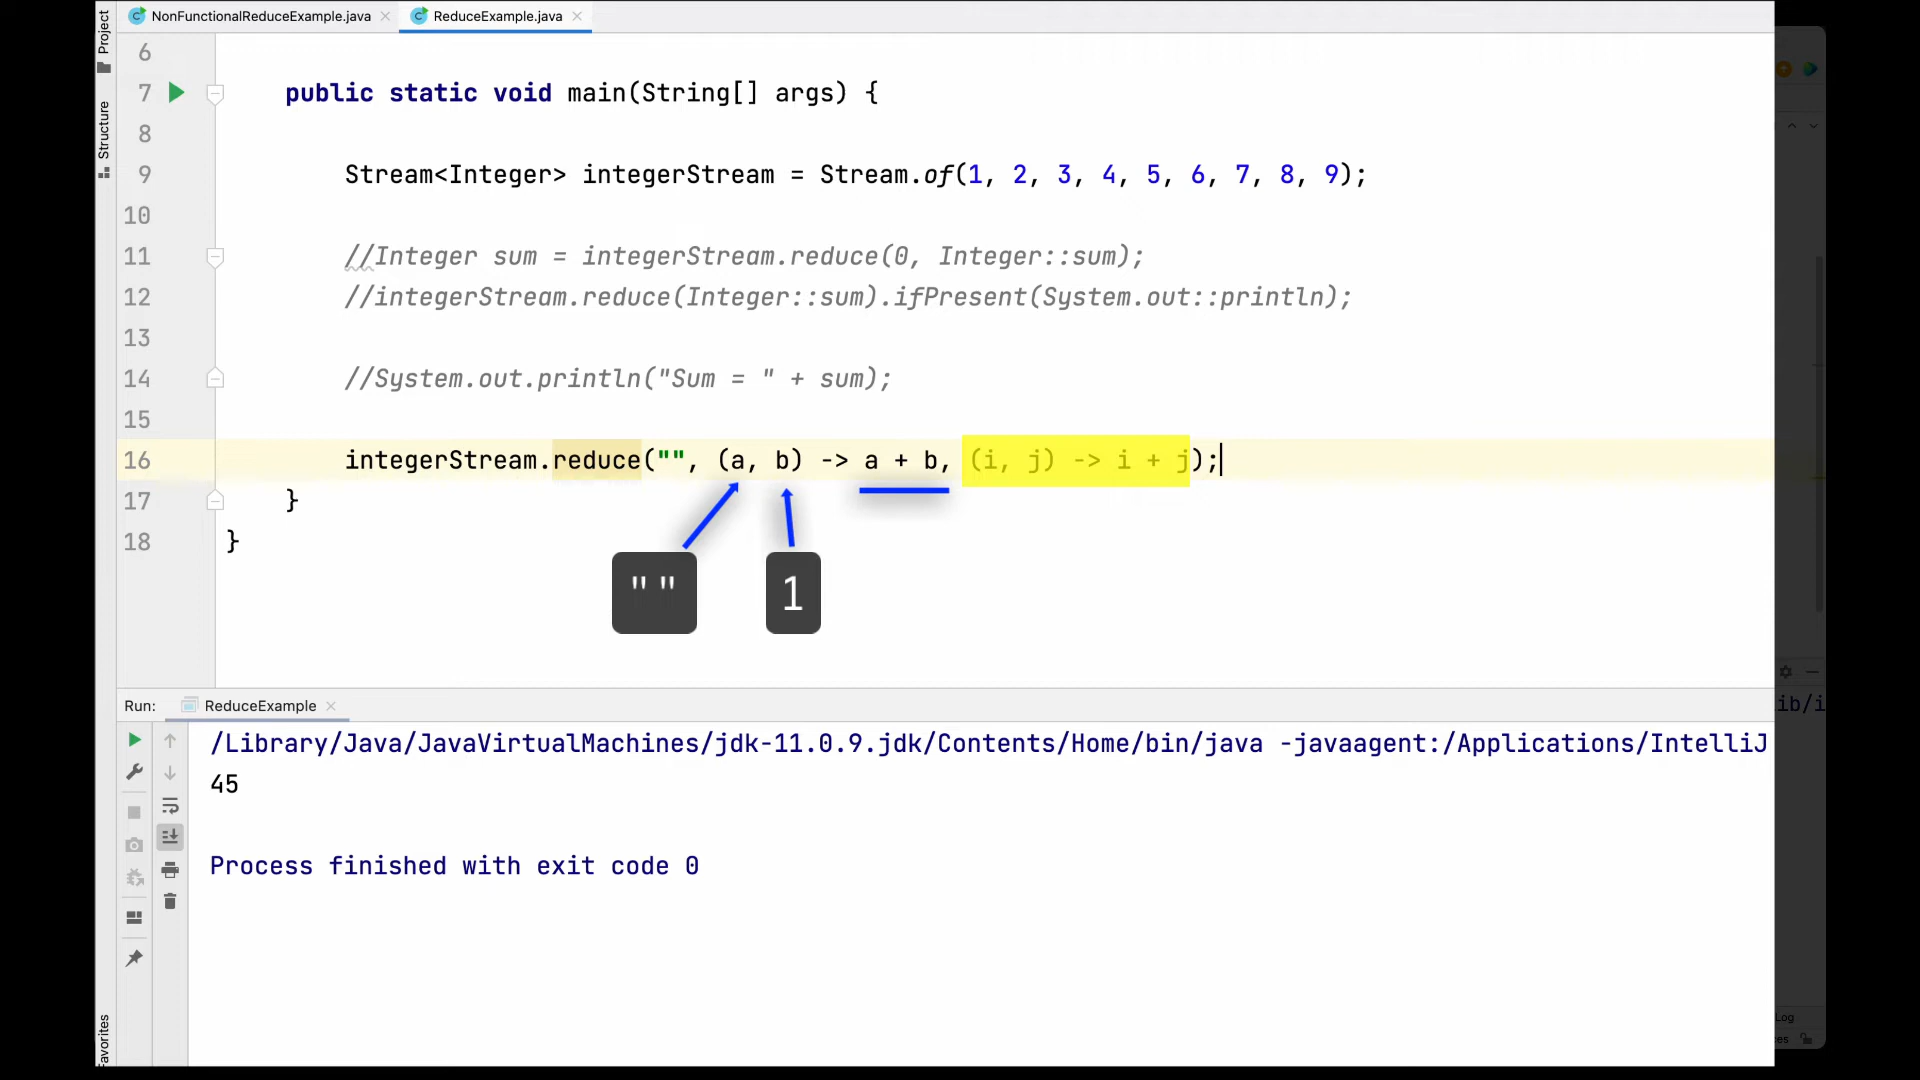 NonFunctionalReduceExample.java
ReduceExample.java
Project
Structure
6
7 public static void main(String[] args) {
8
9 Stream<Integer> integerStream = Stream.of(1, 2, 3, 4, 5, 6, 7, 8, 9);
10
11 //Integer sum = integerStream.reduce(0, Integer::sum);
12 //integerStream.reduce(Integer::sum).ifPresent(System.out::println);
13
14 //System.out.println("Sum = " + sum);
15
16 integerStream.reduce("", (a, b) -> a + b, (i, j) -> i + j);
17 }
18 }
"" 1
Run: ReduceExample
/Library/Java/JavaVirtualMachines/jdk-11.0.9.jdk/Contents/Home/bin/java -javaagent:/Applications/IntelliJ
45
Process finished with exit code 0
ib/i
Log